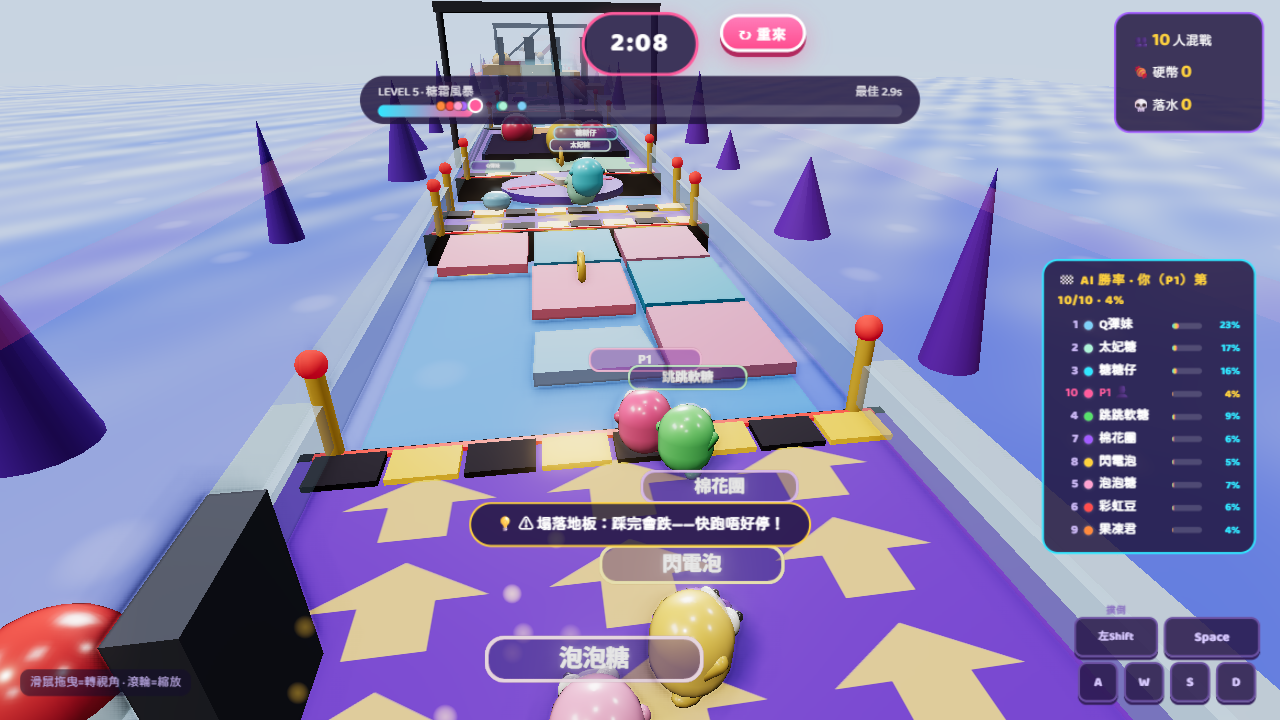 2:08
↻ 重來
LEVEL 5 · 糖霜風暴
最佳 2.9s
10 人混戰
硬幣 0
落水 0
糖糖仔
太妃糖
P1
跳跳軟糖
棉花團
⚠ 塌落地板：踩完會跌——快跑唔好停！
閃電泡
泡泡糖
AI 勝率 · 你（P1）第
10/10 · 4%
1 Q彈妹 23%
2 太妃糖 17%
3 糖糖仔 16%
10 P1 4%
4 跳跳軟糖 9%
7 棉花團 6%
8 閃電泡 5%
5 泡泡糖 7%
6 彩虹豆 6%
9 果凍君 4%
滑鼠拖曳=轉視角 · 滾輪=縮放
左Shift
Space
A W S D